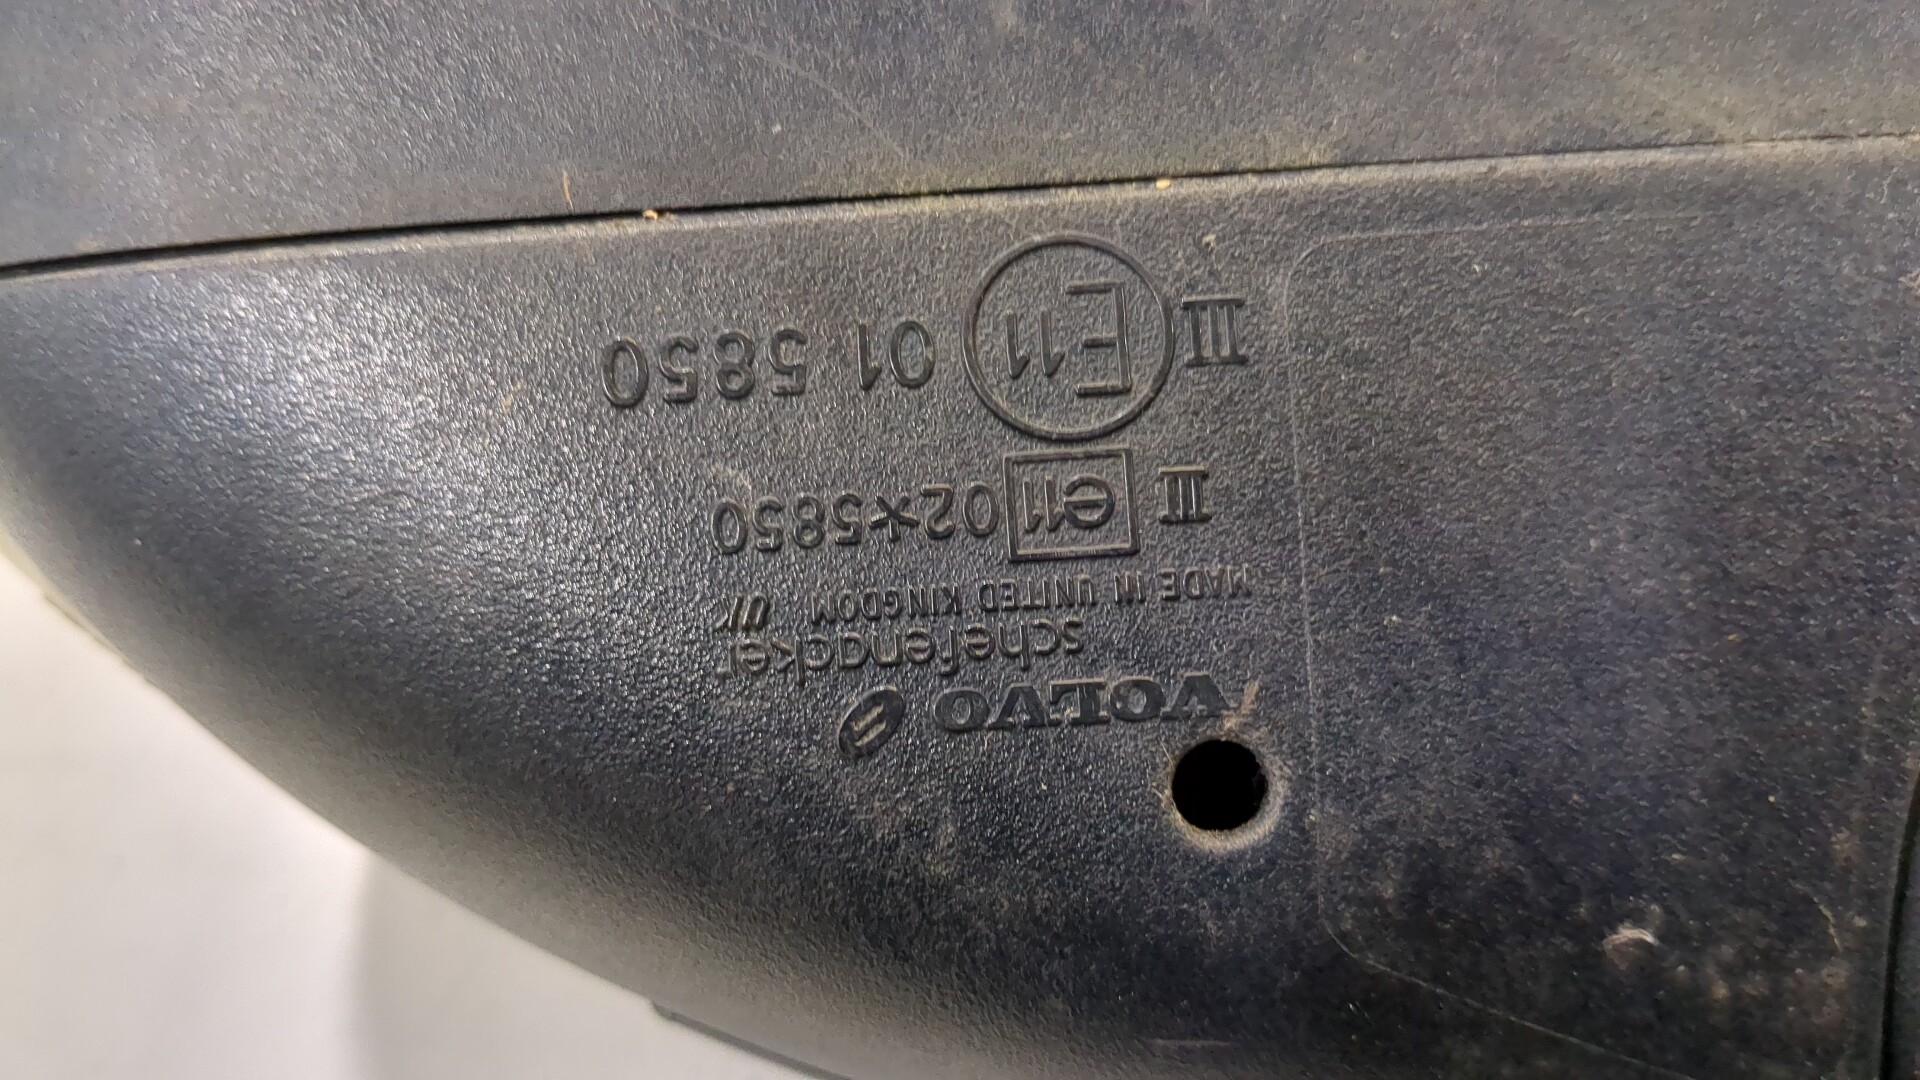 VOLVO
schefenacker
MADE IN UNITED KINGDOM UK
III e11 02*5850
III E11 01 5850